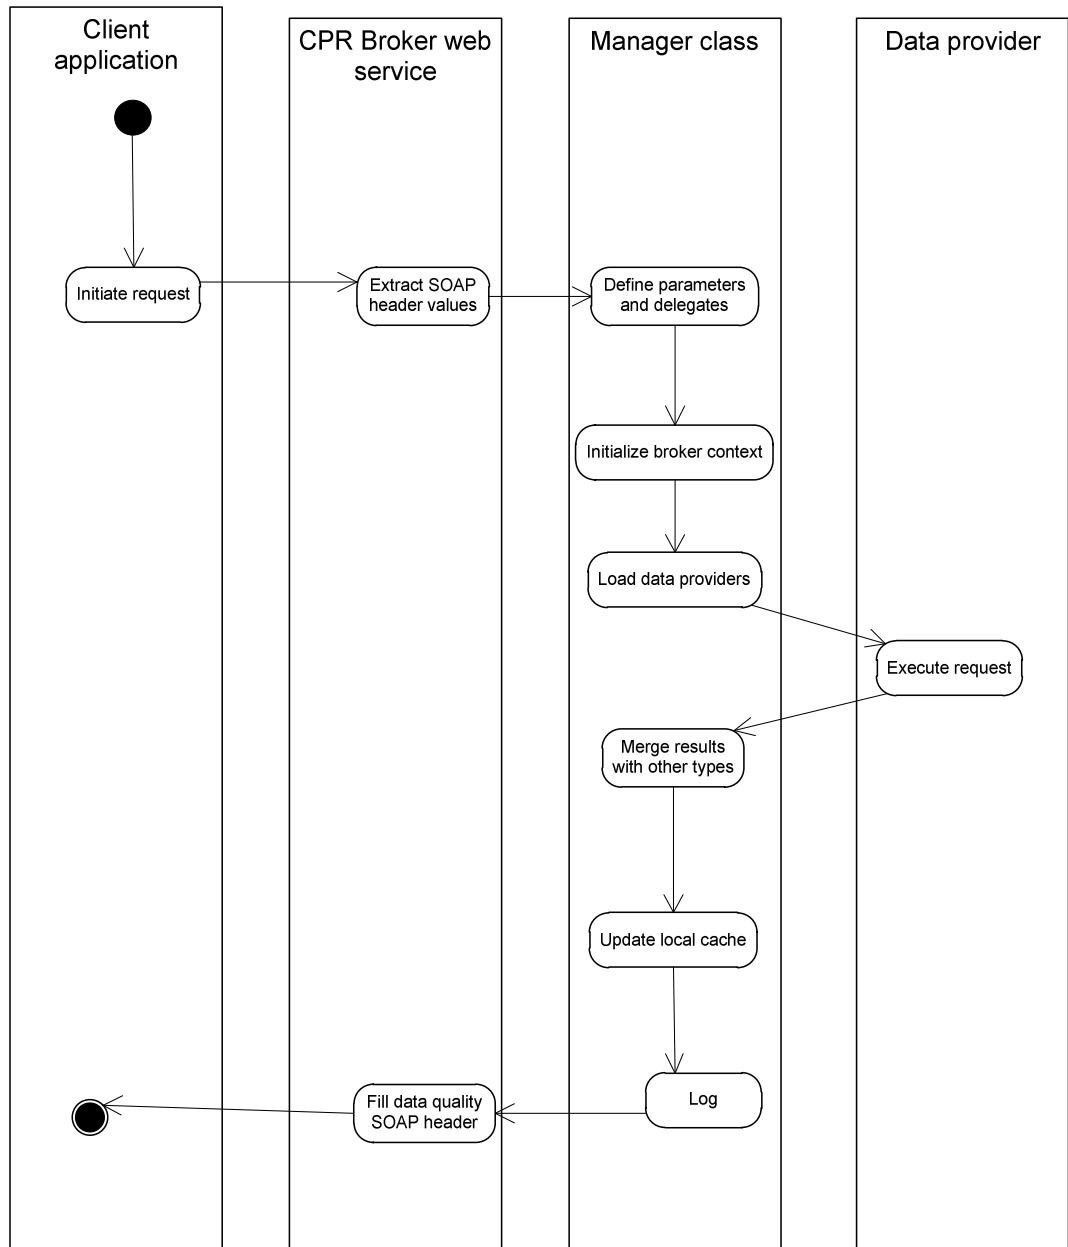 Client
application
CPR Broker web
service
Manager class
Data provider
Initiate request
Extract SOAP
header values
Define parameters
and delegates
Initialize broker context
Load data providers
Execute request
Merge results
with other types
Update local cache
Log
Fill data quality
SOAP header